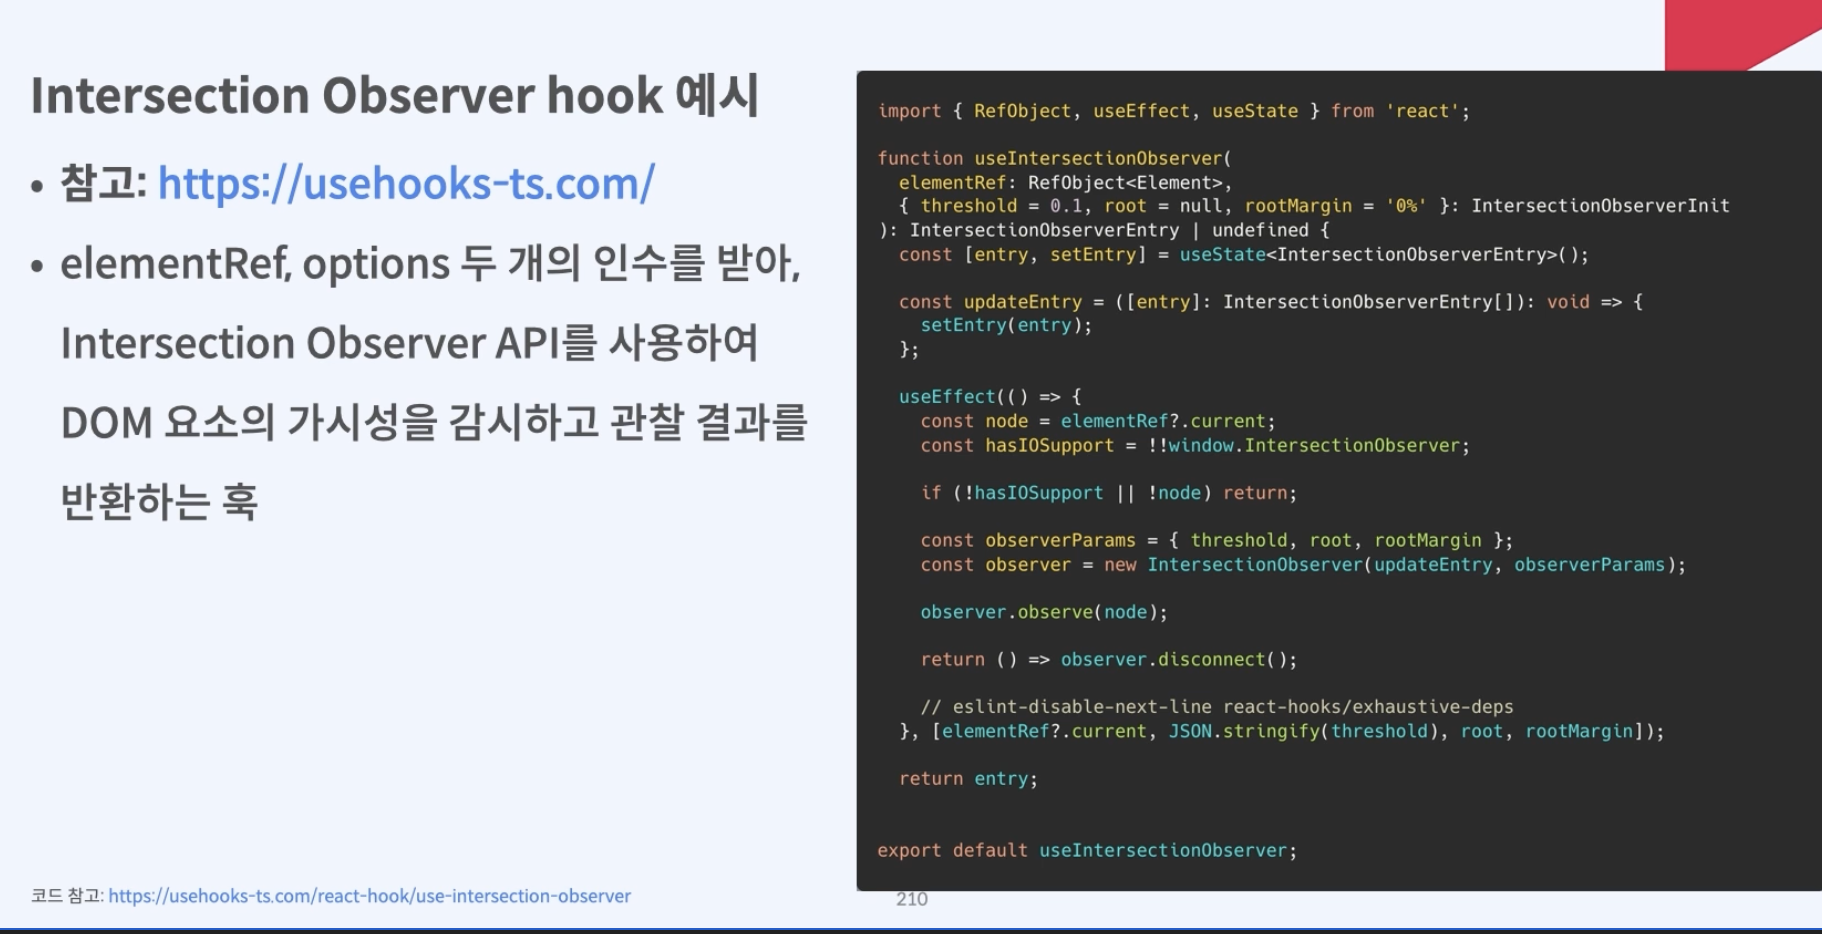 Intersection Observer hook 예시
• 참고: https://usehooks-ts.com/
• elementRef, options 두 개의 인수를 받아,
Intersection Observer API를 사용하여
DOM 요소의 가시성을 감시하고 관찰 결과를
반환하는 훅
import { RefObject, useEffect, useState } from 'react';
function useIntersectionObserver(
  elementRef: RefObject<Element>,
  { threshold = 0.1, root = null, rootMargin = '0%' }: IntersectionObserverInit
): IntersectionObserverEntry | undefined {
  const [entry, setEntry] = useState<IntersectionObserverEntry>();
  const updateEntry = ([entry]: IntersectionObserverEntry[]): void => {
    setEntry(entry);
  };
  useEffect(() => {
    const node = elementRef?.current;
    const hasIOSupport = !!window.IntersectionObserver;
    if (!hasIOSupport || !node) return;
    const observerParams = { threshold, root, rootMargin };
    const observer = new IntersectionObserver(updateEntry, observerParams);
    observer.observe(node);
    return () => observer.disconnect();
    // eslint-disable-next-line react-hooks/exhaustive-deps
  }, [elementRef?.current, JSON.stringify(threshold), root, rootMargin]);
  return entry;
export default useIntersectionObserver;
코드 참고: https://usehooks-ts.com/react-hook/use-intersection-observer
210